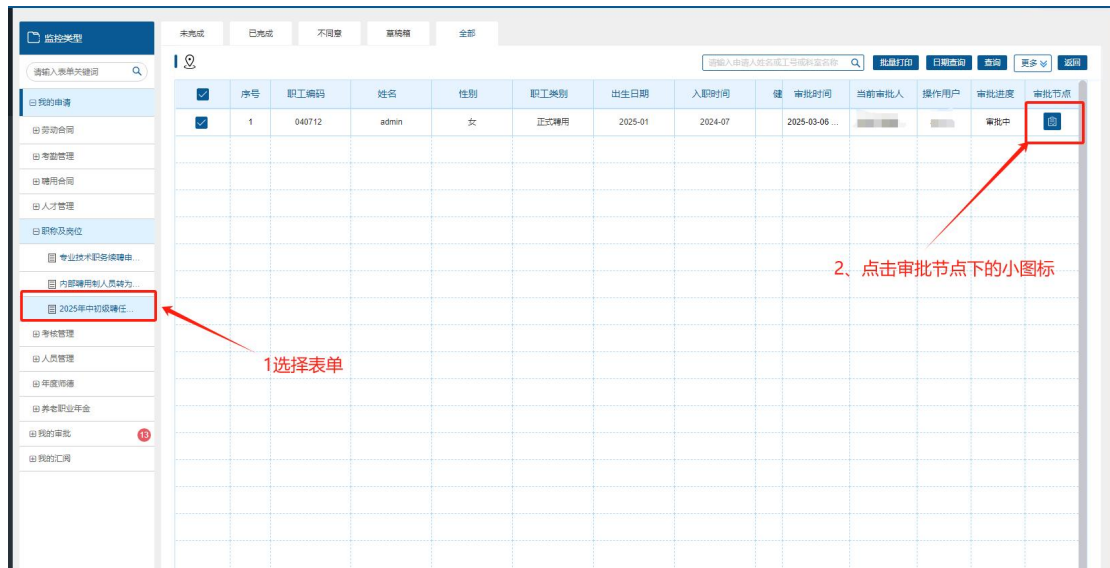 监控类型
请输入表单关键词
我的申请
劳动合同
考勤管理
聘用合同
人才管理
职称及岗位
专业技术职务续聘申...
内部聘用制人员转为...
2025年中初级聘任...
考核管理
人员管理
年度师德
养老职业年金
我的审批 13
我的汇阅
未完成 已完成 不同意 草稿箱 全部
请输入申请人姓名或工号或科室名称 批量打印 日期查询 查询 更多 返回
序号 职工编码 姓名 性别 职工类别 出生日期 入职时间 健 审批时间 当前审批人 操作用户 审批进度 审批节点
1 040712 admin 女 正式聘用 2025-01 2024-07 2025-03-06 ... 审批中
2、点击审批节点下的小图标
1选择表单